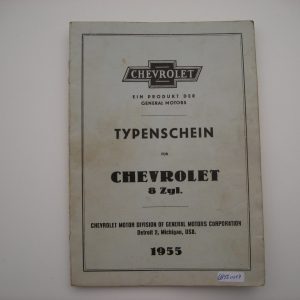 CHEVROLET
EIN PRODUKT DER
GENERAL MOTORS
TYPENSCHEIN
FÜR
CHEVROLET
8 Zyl.
CHEVROLET MOTOR DIVISION OF GENERAL MOTORS CORPORATION
Detroit 2, Michigan, USA.
1955